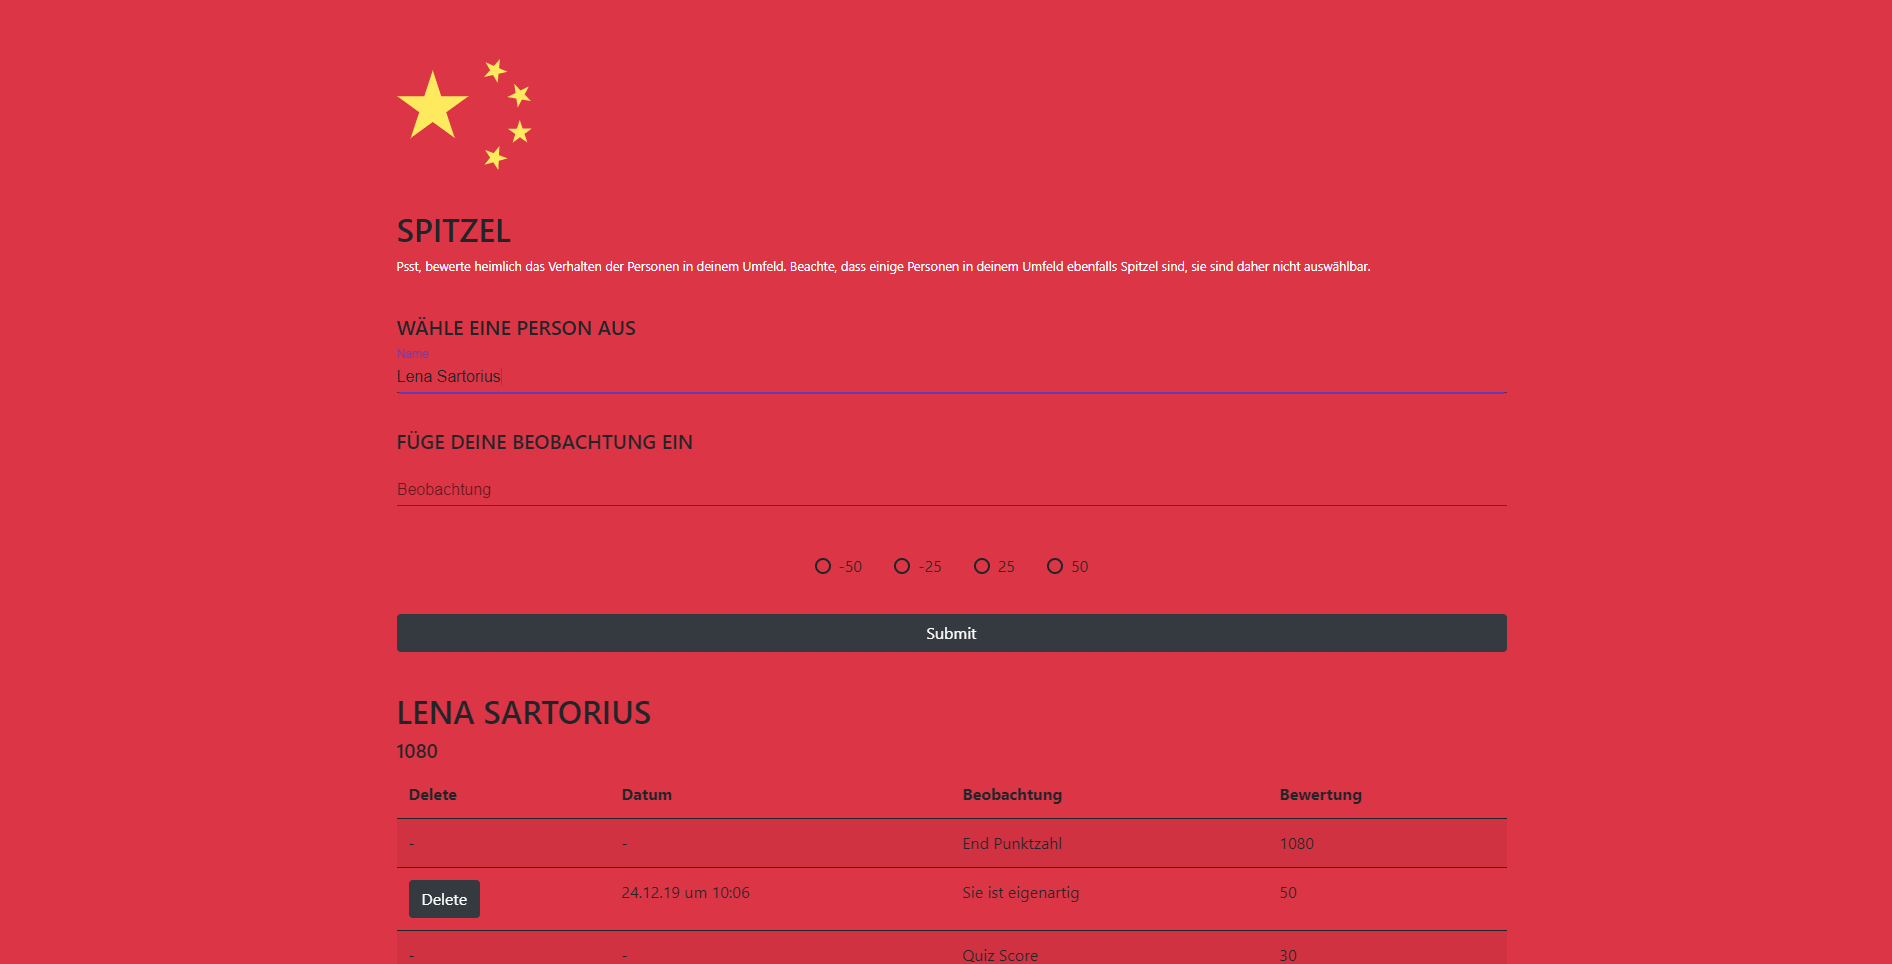 SPITZEL
Psst, bewerte heimlich das Verhalten der Personen in deinem Umfeld. Beachte, dass einige Personen in deinem Umfeld ebenfalls Spitzel sind, sie sind daher nicht auswählbar.
WÄHLE EINE PERSON AUS
Name
Lena Sartorius
FÜGE DEINE BEOBACHTUNG EIN
Beobachtung
-50 -25 25 50
Submit
LENA SARTORIUS
1080
Delete Datum Beobachtung Bewertung
- - End Punktzahl 1080
Delete 24.12.19 um 10:06 Sie ist eigenartig 50
- - Quiz Score 30